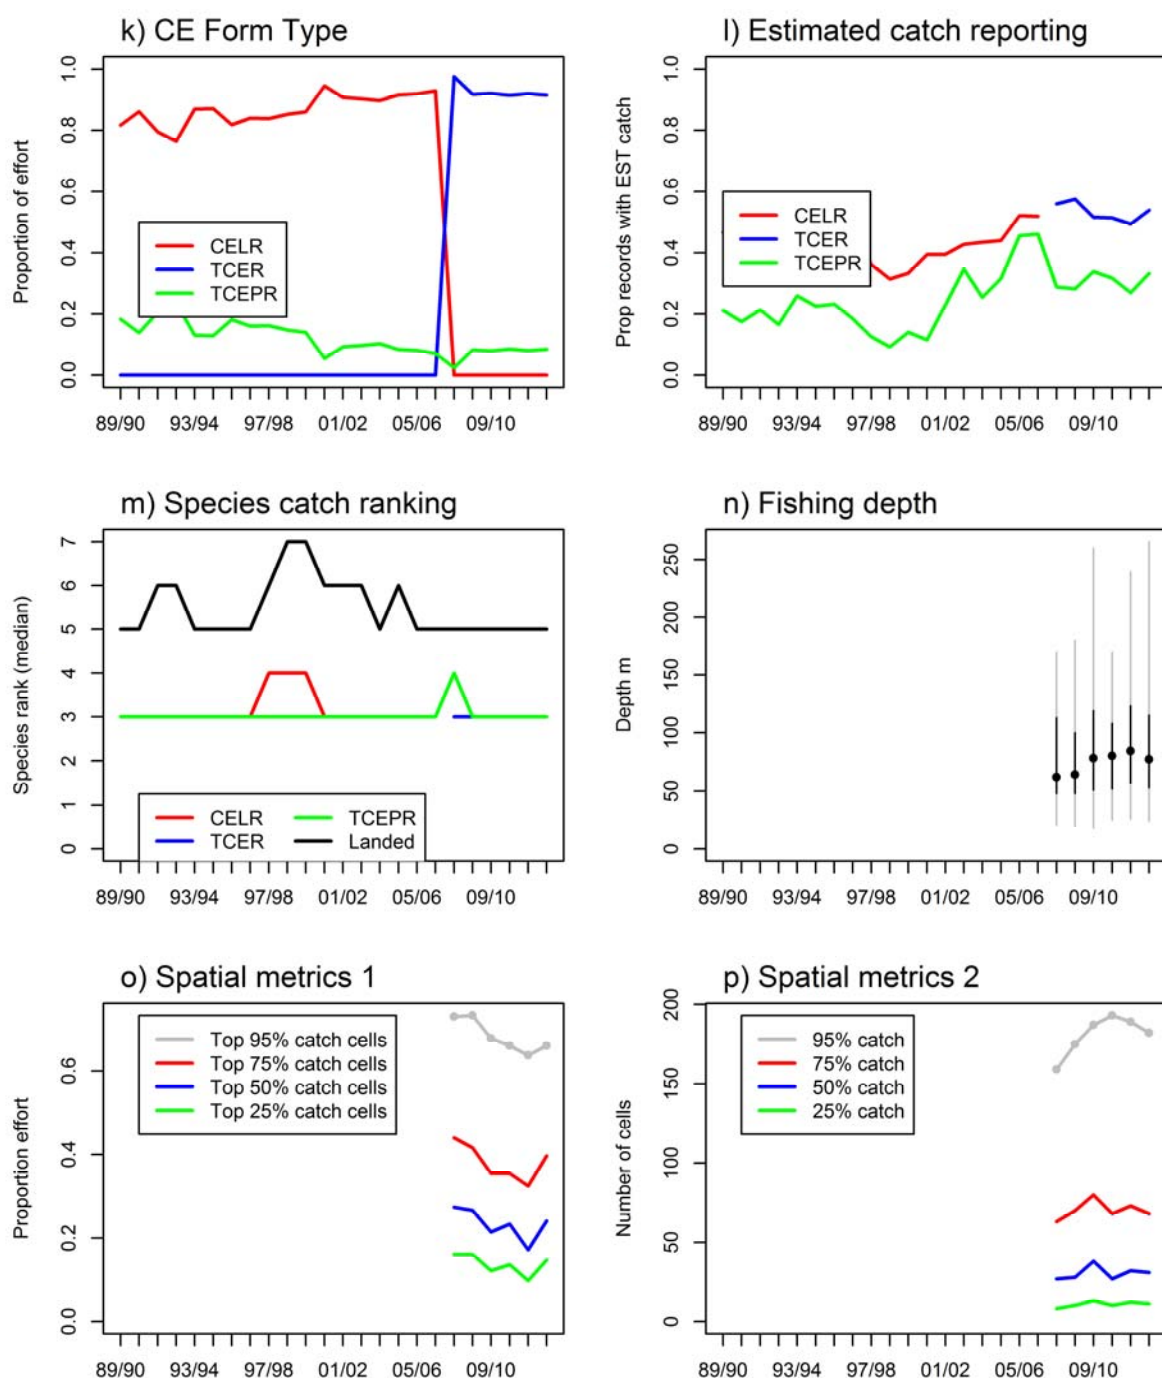 k) CE Form Type
Proportion of effort
1.0
0.8
0.6
0.4
0.2
0.0
CELR
TCER
TCEPR
89/90 93/94 97/98 01/02 05/06 09/10
l) Estimated catch reporting
Prop records with EST catch
1.0
0.8
0.6
0.4
0.2
0.0
CELR
TCER
TCEPR
89/90 93/94 97/98 01/02 05/06 09/10
m) Species catch ranking
Species rank (median)
7
6
5
4
3
2
1
0
CELR TCEPR
TCER Landed
89/90 93/94 97/98 01/02 05/06 09/10
n) Fishing depth
Depth m
250
200
150
100
50
0
89/90 93/94 97/98 01/02 05/06 09/10
o) Spatial metrics 1
Proportion effort
0.6
0.4
0.2
0.0
Top 95% catch cells
Top 75% catch cells
Top 50% catch cells
Top 25% catch cells
89/90 93/94 97/98 01/02 05/06 09/10
p) Spatial metrics 2
Number of cells
200
150
100
50
0
95% catch
75% catch
50% catch
25% catch
89/90 93/94 97/98 01/02 05/06 09/10